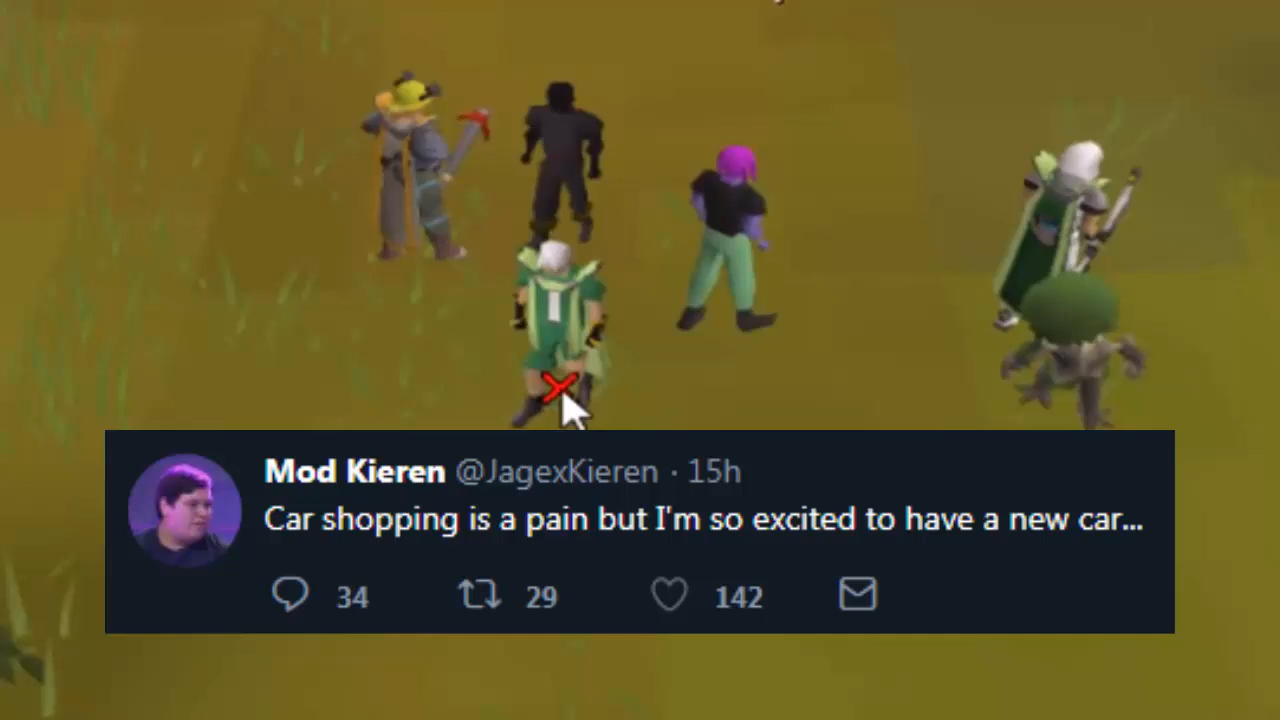 Mod Kieren @JagexKieren · 15h
Car shopping is a pain but I'm so excited to have a new car...
34 29 142